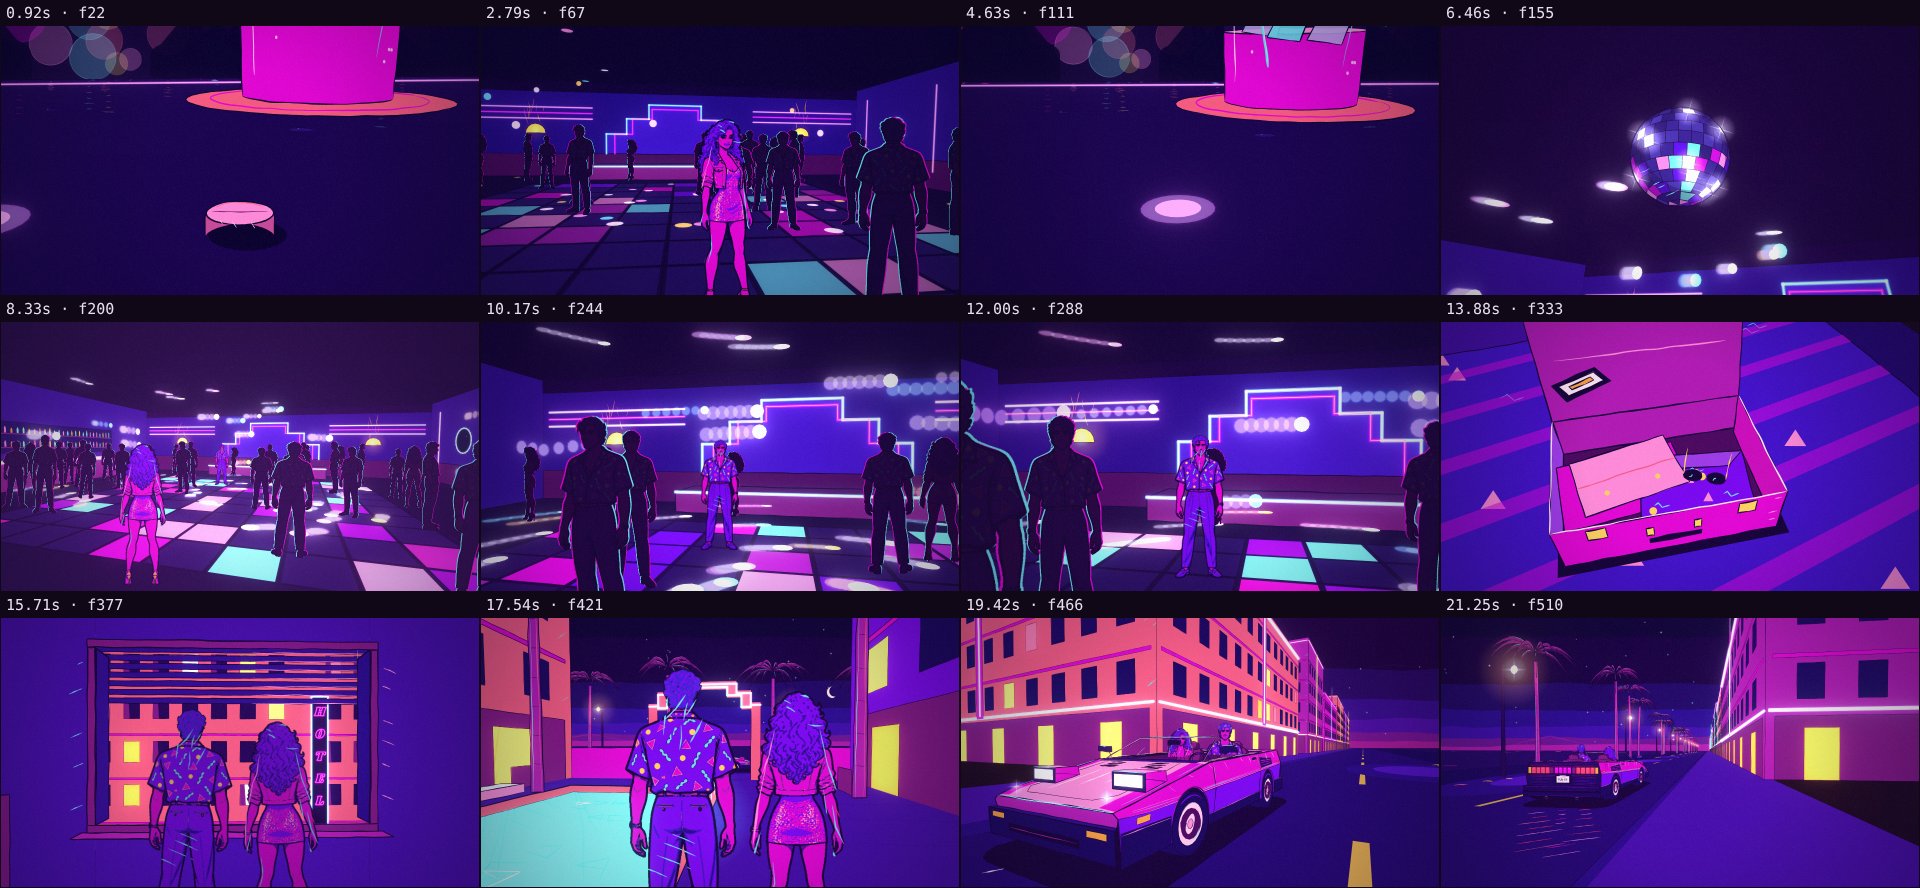 0.92s · f22
2.79s · f67
4.63s · f111
6.46s · f155
8.33s · f200
10.17s · f244
12.00s · f288
13.88s · f333
15.71s · f377
17.54s · f421
19.42s · f466
21.25s · f510
HOTEL